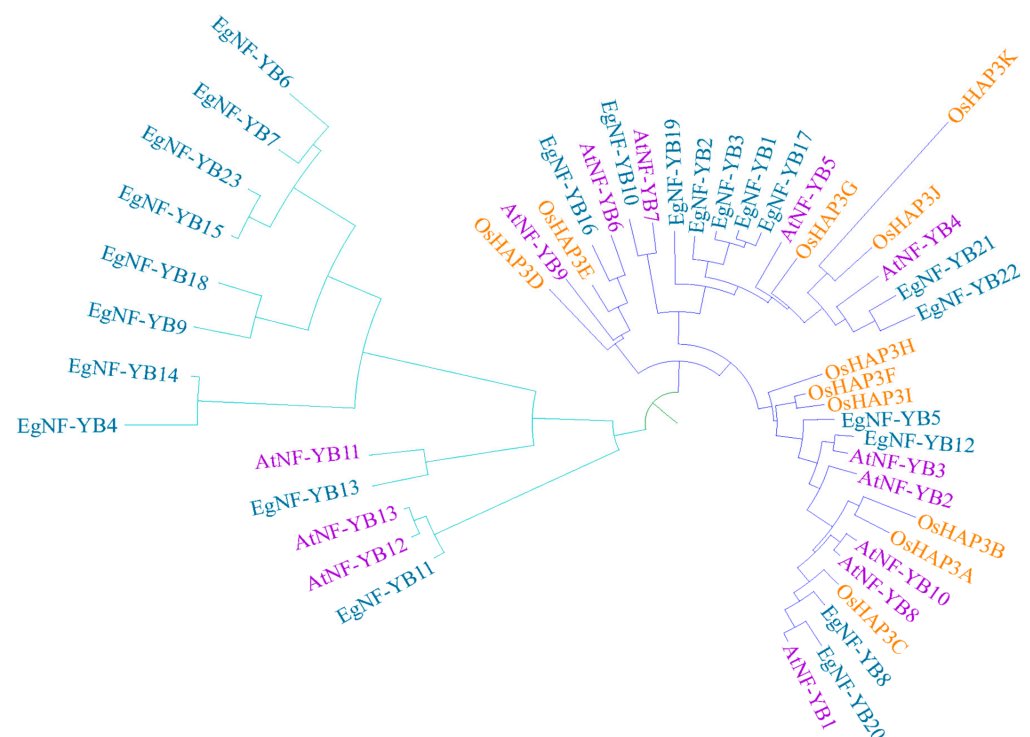 EgNF-YB6
EgNF-YB7
EgNF-YB23
EgNF-YB15
EgNF-YB18
EgNF-YB9
EgNF-YB14
EgNF-YB4
AtNF-YB11
EgNF-YB13
AtNF-YB13
AtNF-YB12
EgNF-YB11
OsHAP3D
AtNF-YB9
OsHAP3E
EgNF-YB16
AtNF-YB6
EgNF-YB10
AtNF-YB7
EgNF-YB19
EgNF-YB2
EgNF-YB3
EgNF-YB1
EgNF-YB17
AtNF-YB5
OsHAP3G
OsHAP3K
OsHAP3J
AtNF-YB4
EgNF-YB21
EgNF-YB22
OsHAP3H
OsHAP3F
OsHAP3I
EgNF-YB5
EgNF-YB12
AtNF-YB3
AtNF-YB2
OsHAP3B
OsHAP3A
AtNF-YB10
AtNF-YB8
OsHAP3C
EgNF-YB8
EgNF-YB20
AtNF-YB1